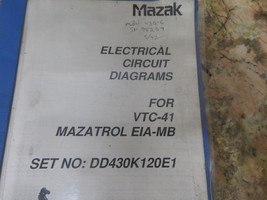 Mazak
ELECTRICAL
CIRCUIT
DIAGRAMS
FOR
VTC-41
MAZATROL EIA-MB
SET NO: DD430K120E1